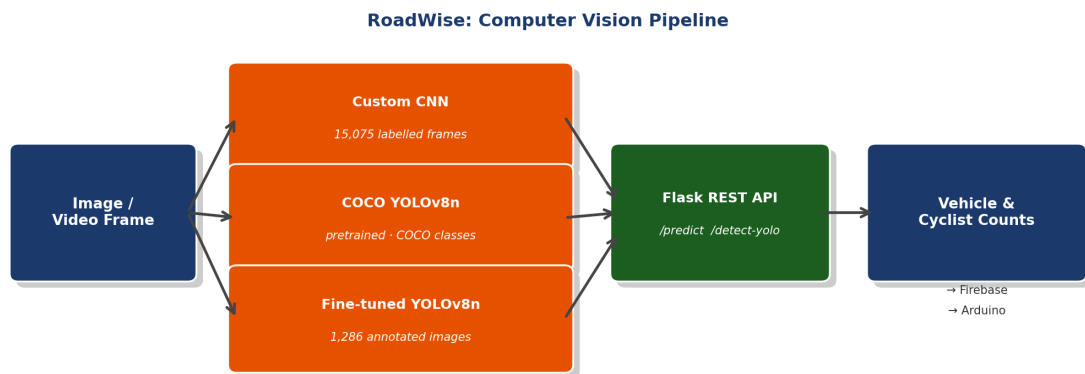 RoadWise: Computer Vision Pipeline
Image /
Video Frame
Custom CNN
15,075 labelled frames
COCO YOLOv8n
pretrained · COCO classes
Fine-tuned YOLOv8n
1,286 annotated images
Flask REST API
/predict  /detect-yolo
Vehicle &
Cyclist Counts
→ Firebase
→ Arduino